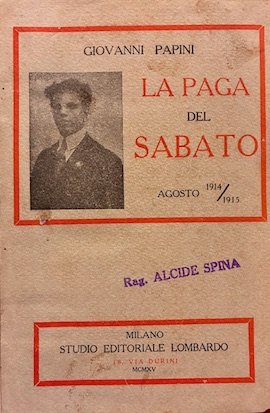 GIOVANNI PAPINI
LA PAGA
DEL
SABATO
AGOSTO 1914/1915
Rag. ALCIDE SPINA
MILANO
STUDIO EDITORIALE LOMBARDO
18, VIA DURINI
MCMXV